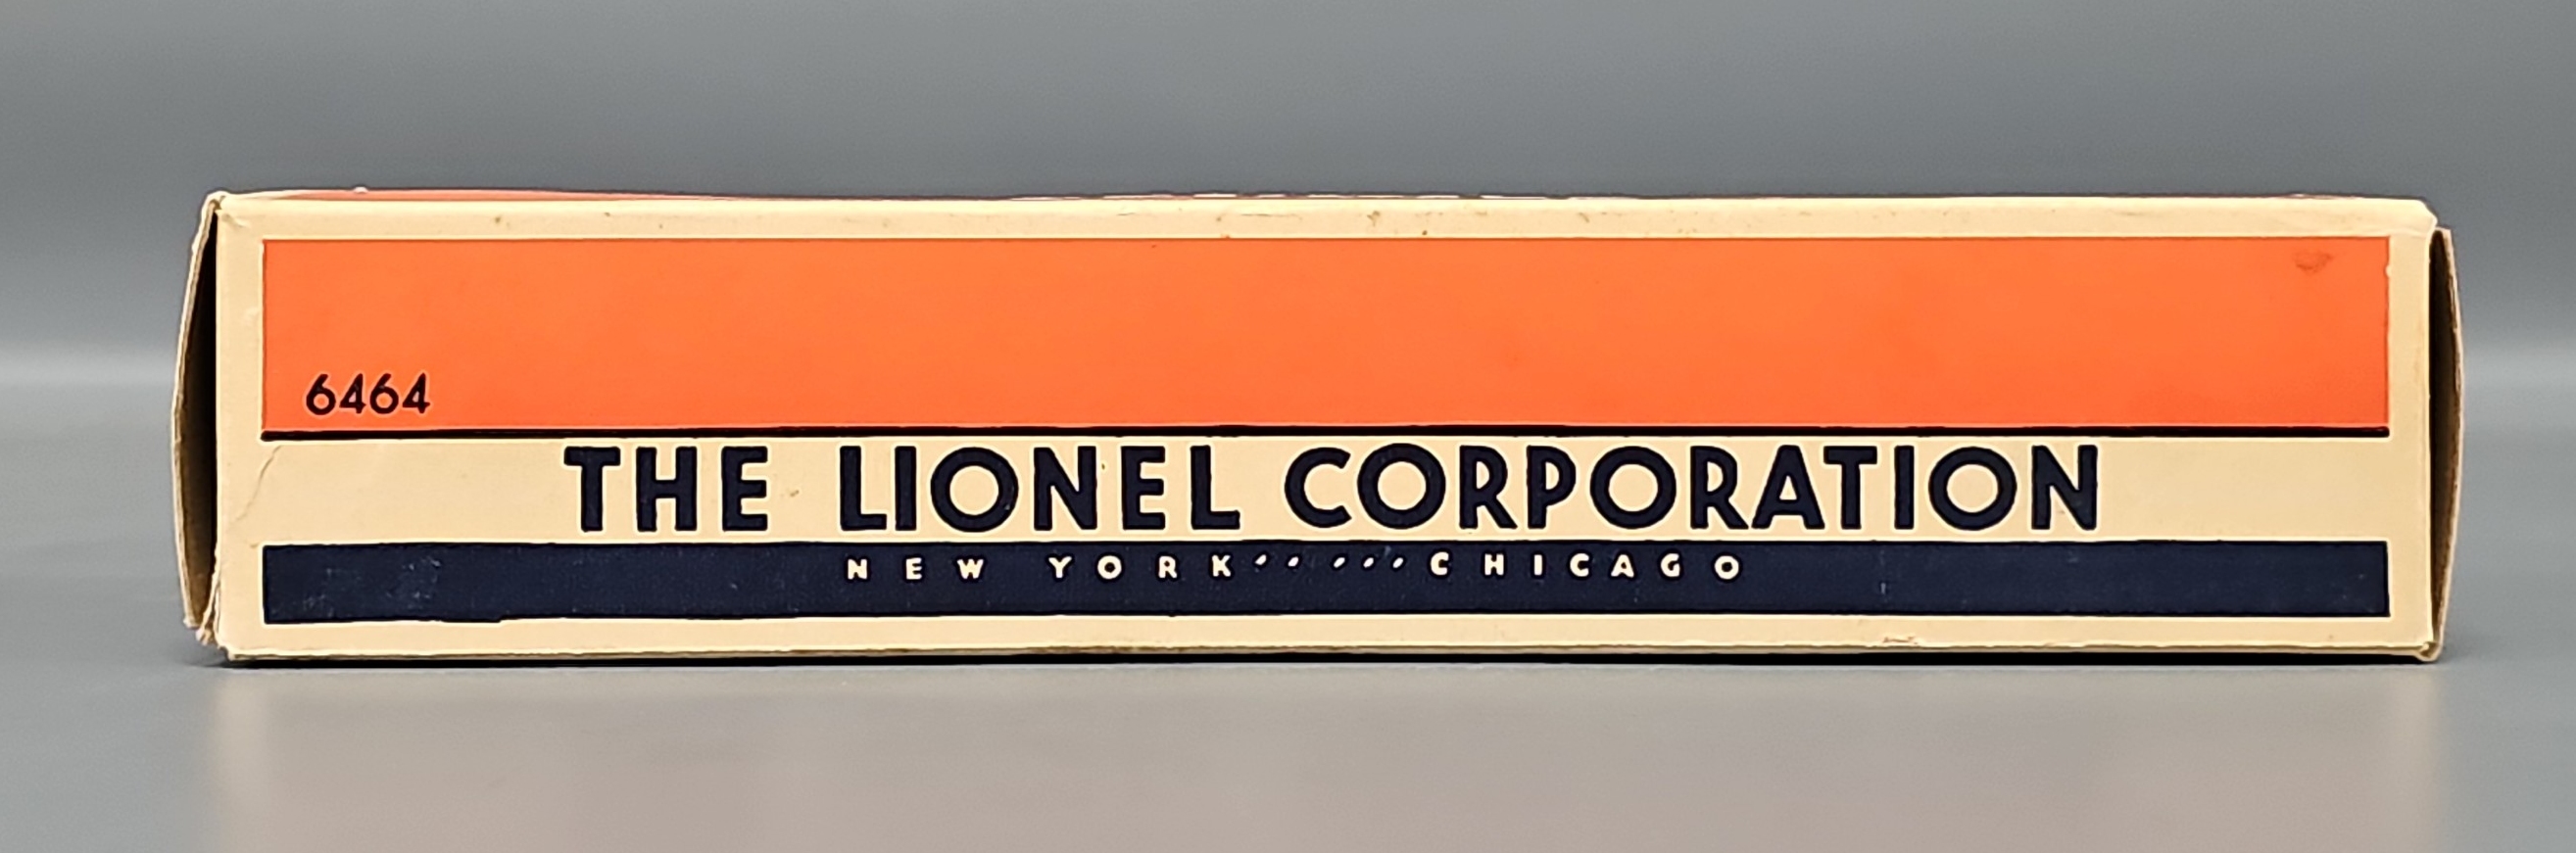 6464
THE LIONEL CORPORATION
NEW YORK······CHICAGO